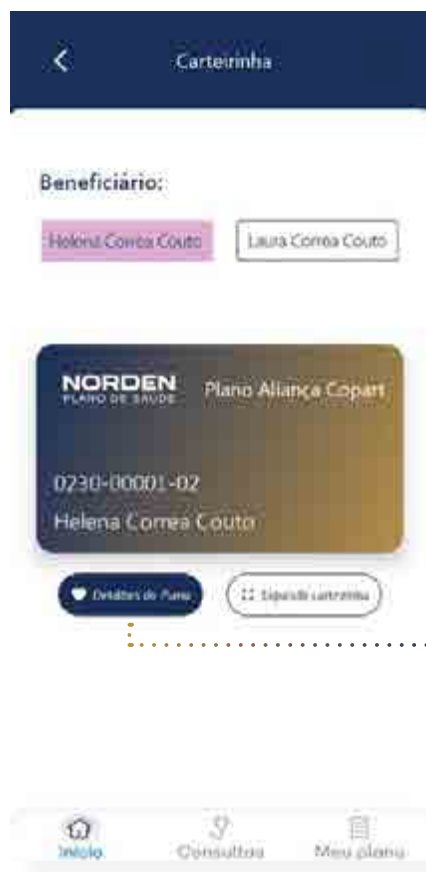 Carteirinha
Beneficiário:
Helena Correa Couto
Laura Correa Couto
NORDEN
PLANO DE SAÚDE
Plano Aliança Copart
0230-00001-02
Helena Correa Couto
Detalhes do Plano
Expandir carteirinha
Início
Consultas
Meu plano